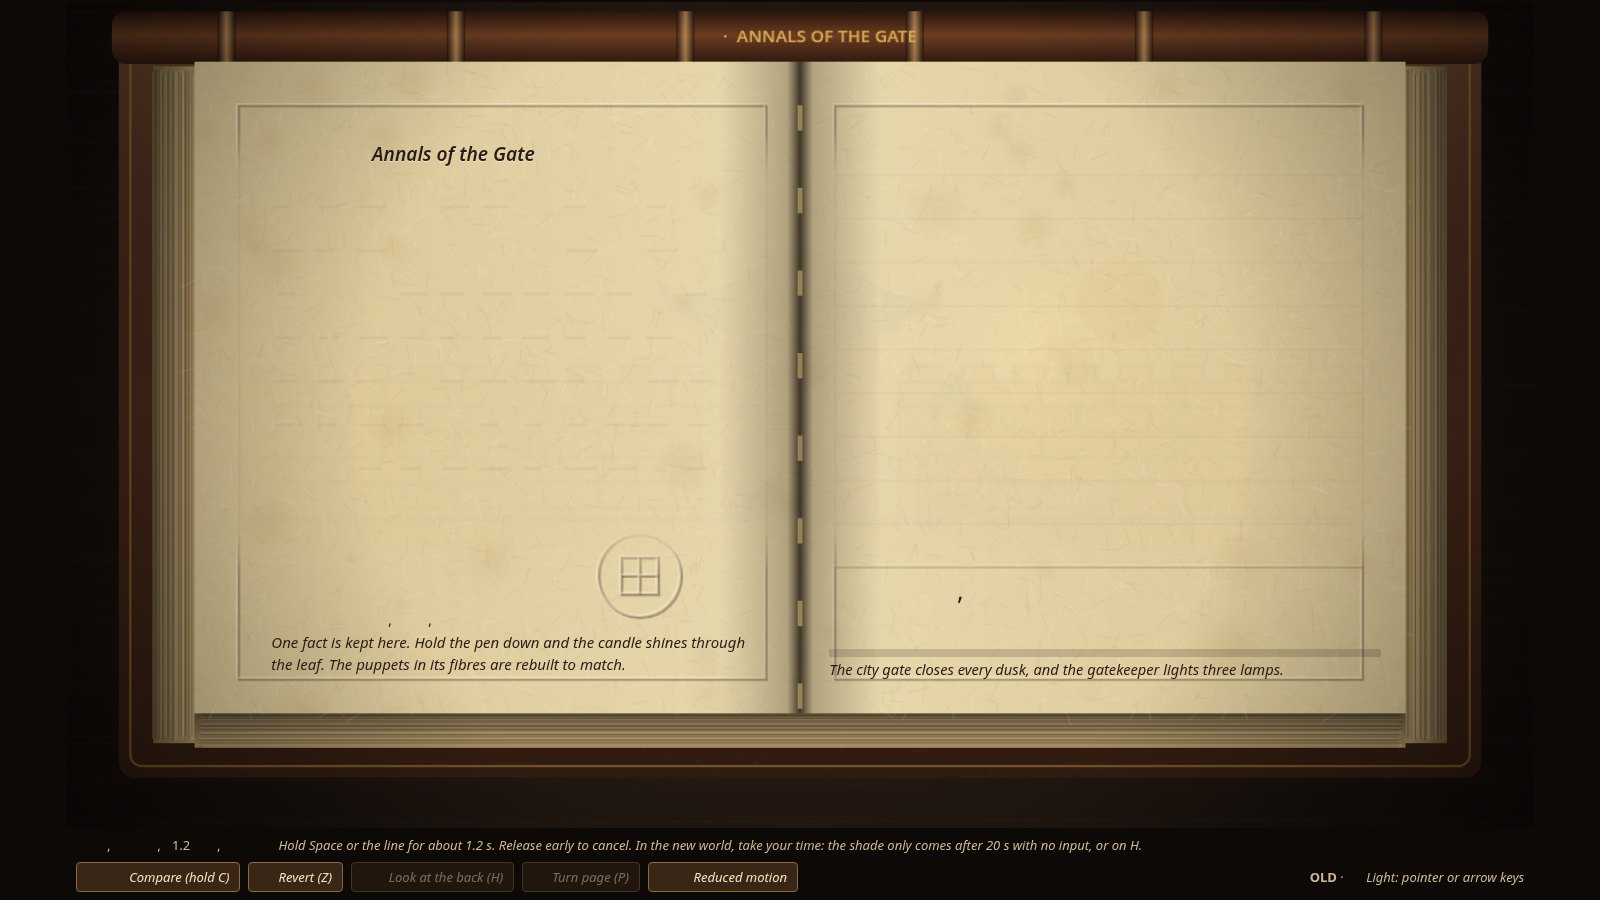 · ANNALS OF THE GATE
Annals of the Gate
, ,
One fact is kept here. Hold the pen down and the candle shines through
the leaf. The puppets in its fibres are rebuilt to match.
,
The city gate closes every dusk, and the gatekeeper lights three lamps.
, , 1.2 , Hold Space or the line for about 1.2 s. Release early to cancel. In the new world, take your time: the shade only comes after 20 s with no input, or on H.
Compare (hold C) Revert (Z) Look at the back (H) Turn page (P) Reduced motion OLD · Light: pointer or arrow keys